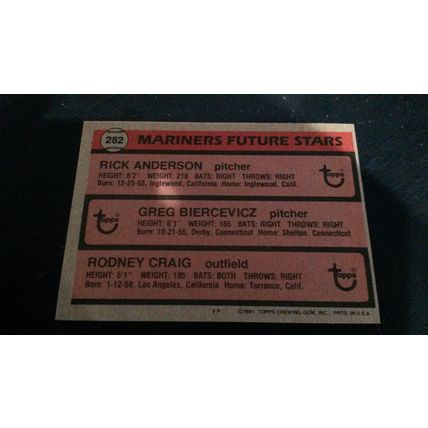 282 MARINERS FUTURE STARS
RICK ANDERSON pitcher
HEIGHT: 6'2" WEIGHT: 210 BATS: RIGHT THROWS: RIGHT
Born: 12-25-53, Inglewood, California Home: Inglewood, Calif.
Topps®
GREG BIERCEVICZ pitcher
HEIGHT: 6'1" WEIGHT: 185 BATS: RIGHT THROWS: RIGHT
Born: 10-21-55, Derby, Connecticut Home: Shelton, Connecticut
Topps®
RODNEY CRAIG outfield
HEIGHT: 6'1" WEIGHT: 195 BATS: BOTH THROWS: RIGHT
Born: 1-12-58, Los Angeles, California Home: Torrance, Calif.
Topps®
©1981 TOPPS CHEWING GUM, INC. PRTD. IN U.S.A.